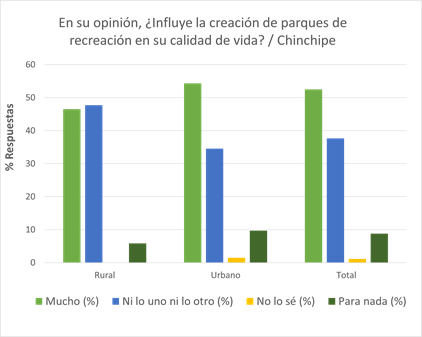 En su opinión, ¿Influye la creación de parques de
recreación en su calidad de vida? / Chinchipe
% Respuestas
60
50
40
30
20
10
0
Rural Urbano Total
Mucho (%) Ni lo uno ni lo otro (%) No lo sé (%) Para nada (%)